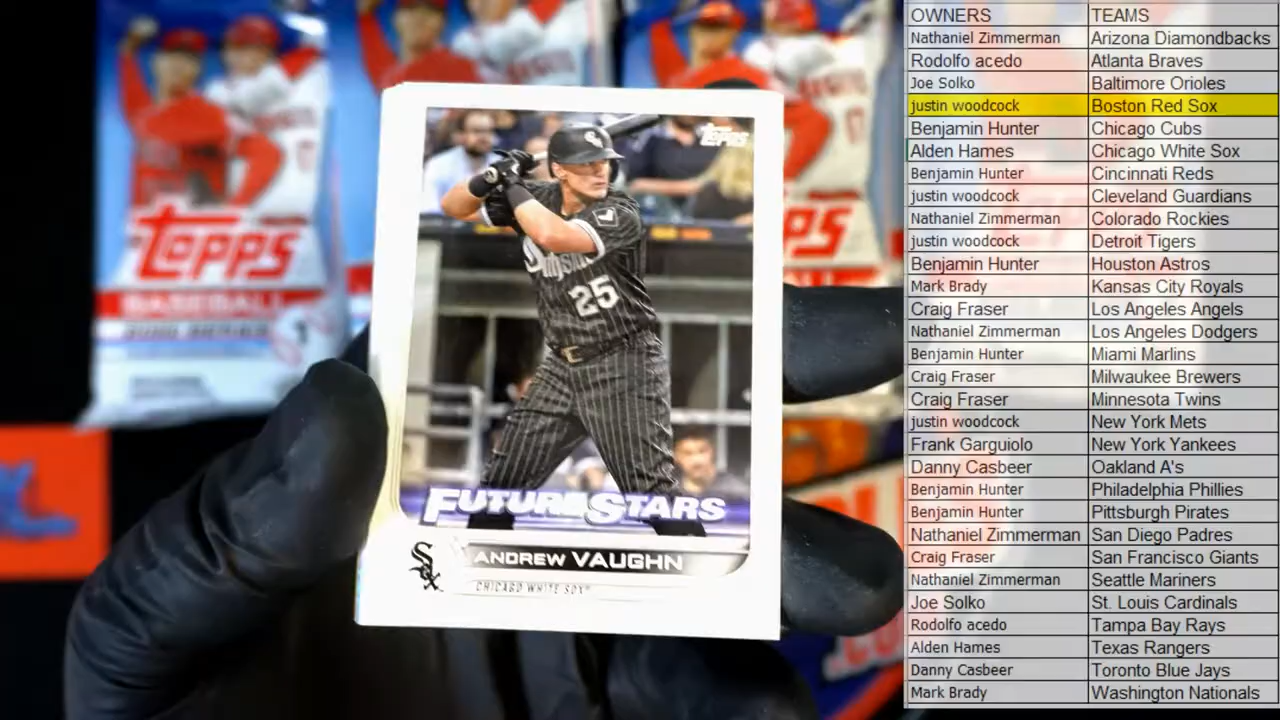 TOPPS
BASEBALL
TOPPS
25
FUTURE STARS
ANDREW VAUGHN
CHICAGO WHITE SOX
OWNERS TEAMS
Nathaniel Zimmerman Arizona Diamondbacks
Rodolfo acedo Atlanta Braves
Joe Solko Baltimore Orioles
justin woodcock Boston Red Sox
Benjamin Hunter Chicago Cubs
Alden Hames Chicago White Sox
Benjamin Hunter Cincinnati Reds
justin woodcock Cleveland Guardians
Nathaniel Zimmerman Colorado Rockies
justin woodcock Detroit Tigers
Benjamin Hunter Houston Astros
Mark Brady Kansas City Royals
Craig Fraser Los Angeles Angels
Nathaniel Zimmerman Los Angeles Dodgers
Benjamin Hunter Miami Marlins
Craig Fraser Milwaukee Brewers
Craig Fraser Minnesota Twins
justin woodcock New York Mets
Frank Garguiolo New York Yankees
Danny Casbeer Oakland A's
Benjamin Hunter Philadelphia Phillies
Benjamin Hunter Pittsburgh Pirates
Nathaniel Zimmerman San Diego Padres
Craig Fraser San Francisco Giants
Nathaniel Zimmerman Seattle Mariners
Joe Solko St. Louis Cardinals
Rodolfo acedo Tampa Bay Rays
Alden Hames Texas Rangers
Danny Casbeer Toronto Blue Jays
Mark Brady Washington Nationals